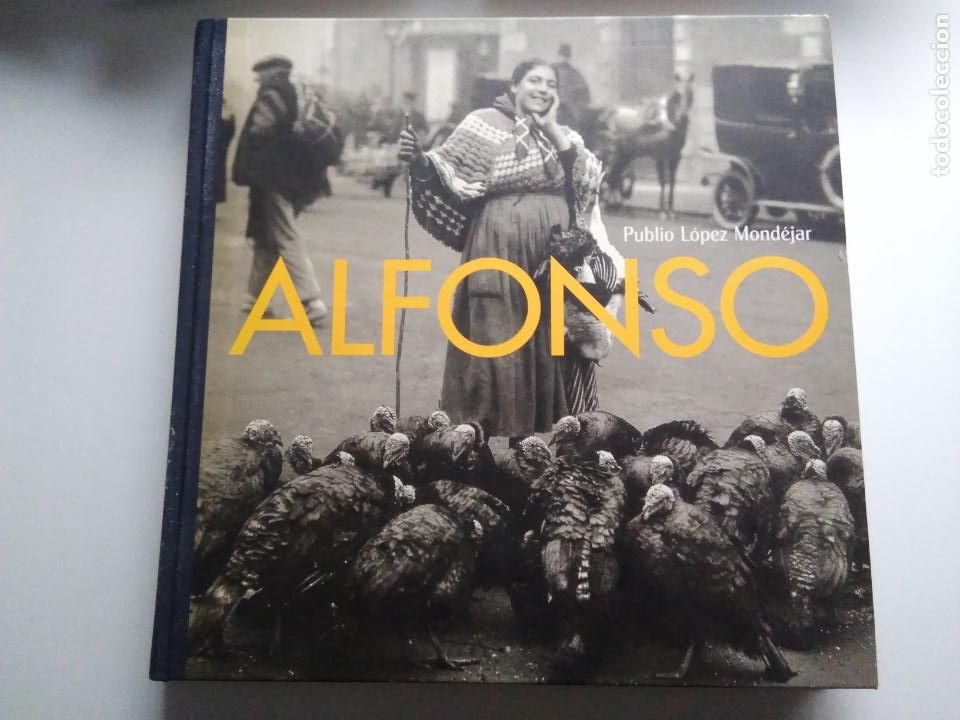 Publio López Mondéjar
ALFONSO
todocoleccion